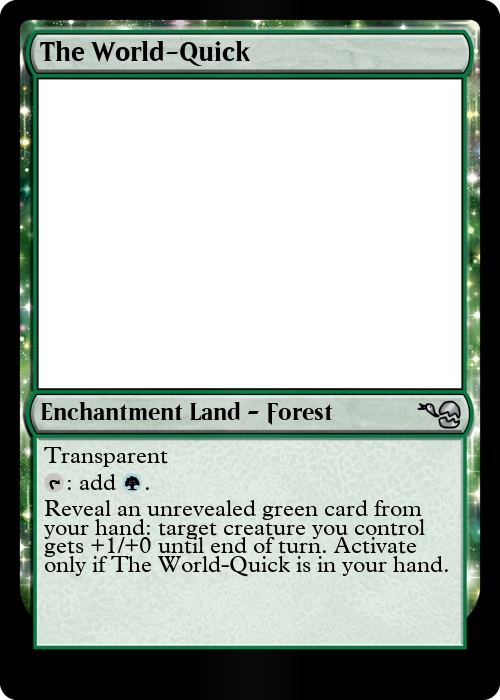 The World-Quick
Enchantment Land - Forest
Transparent
: add .
Reveal an unrevealed green card from
your hand: target creature you control
gets +1/+0 until end of turn. Activate
only if The World-Quick is in your hand.